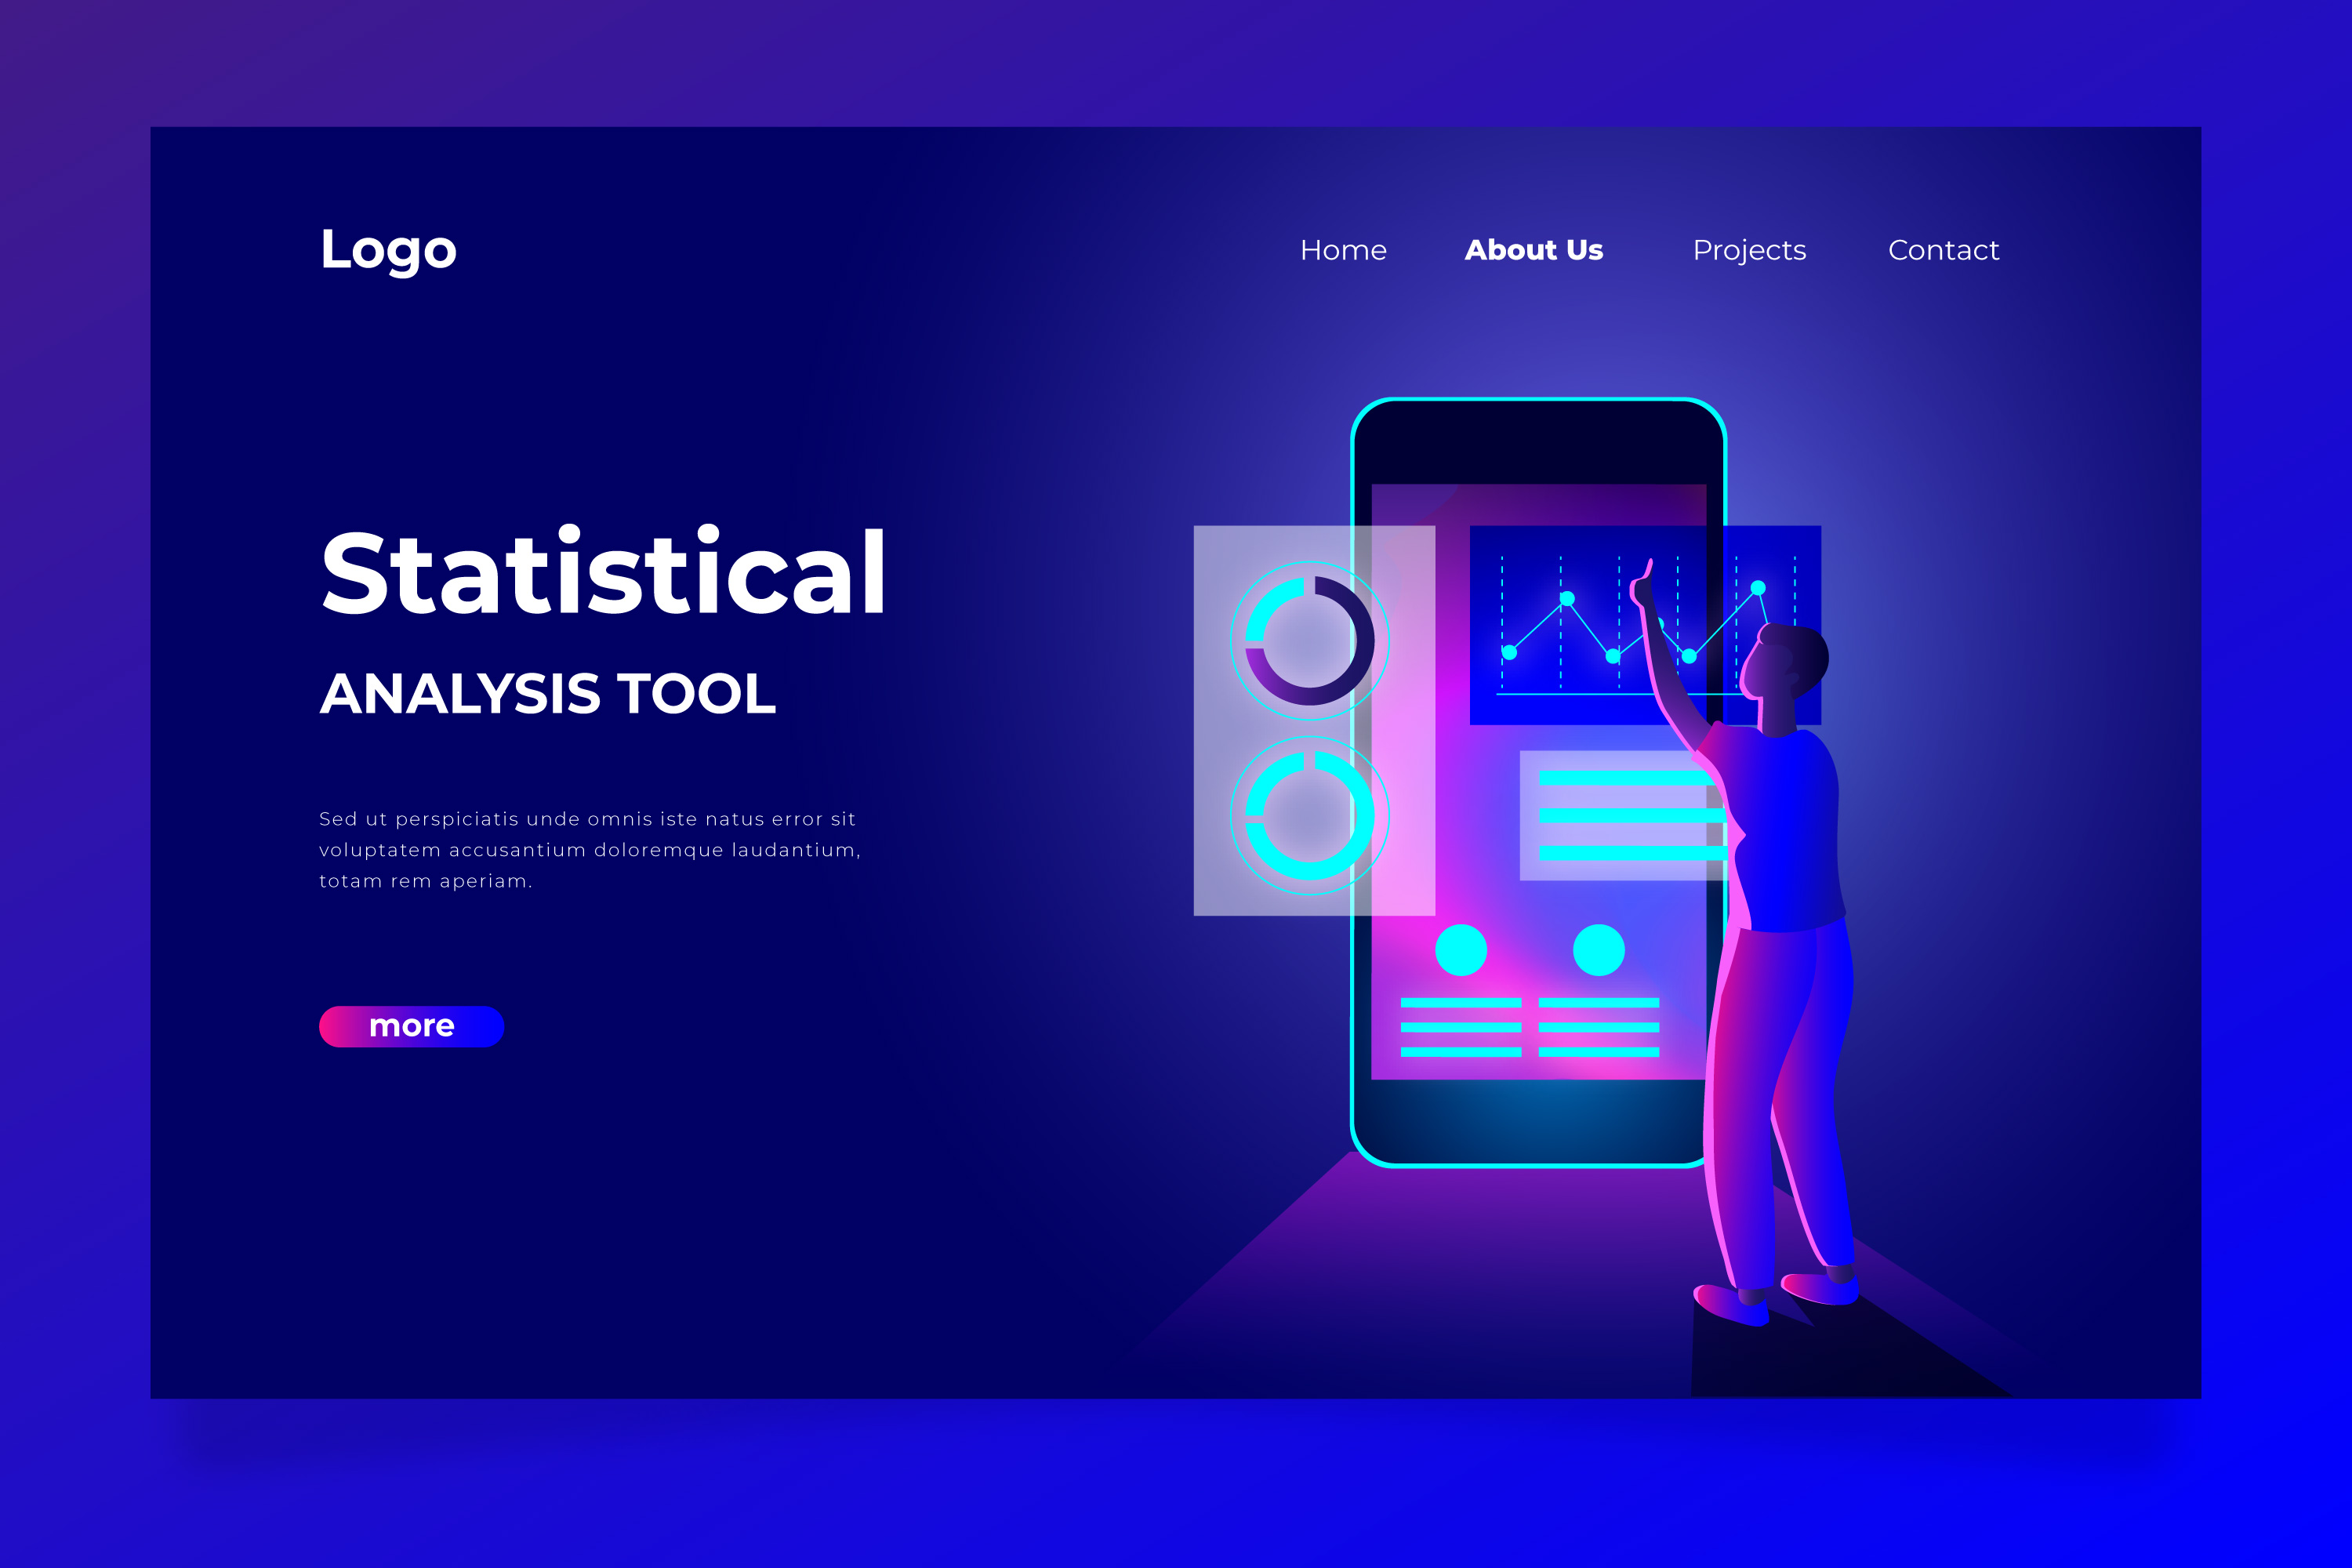 Logo
Home About Us Projects Contact
Statistical
ANALYSIS TOOL
Sed ut perspiciatis unde omnis iste natus error sit
voluptatem accusantium doloremque laudantium,
totam rem aperiam.
more